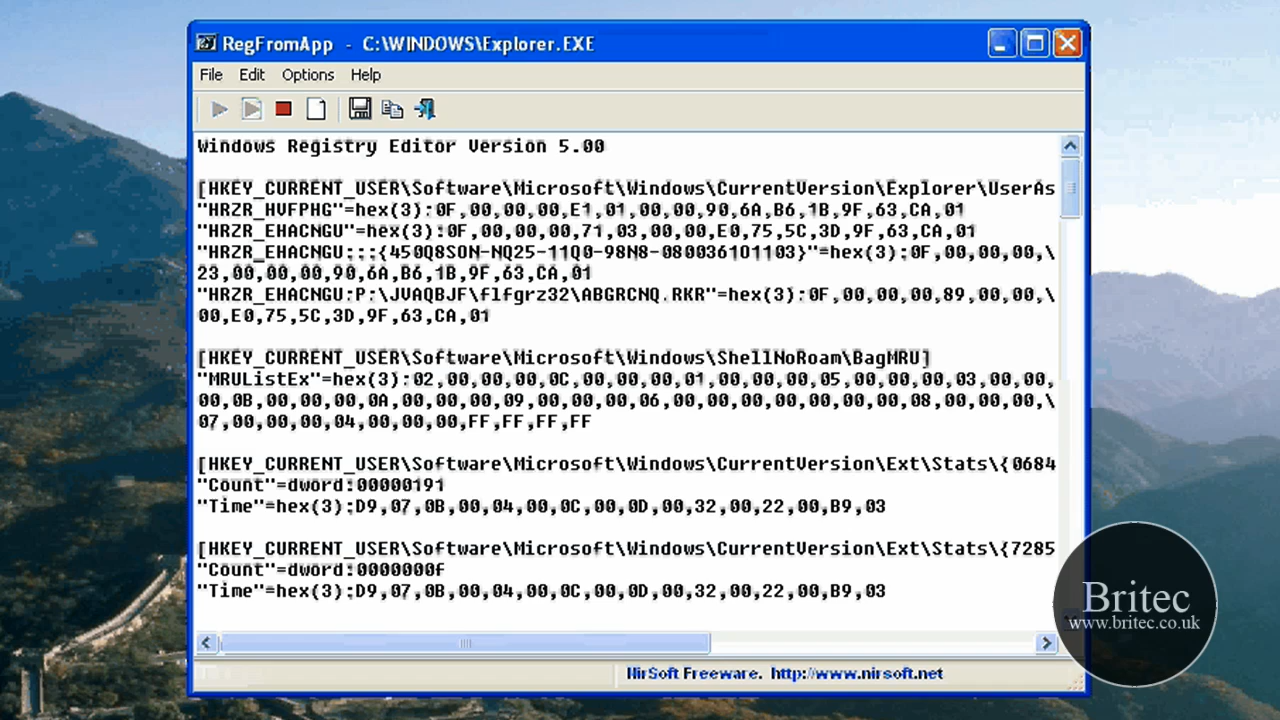 RegFromApp - C:\WINDOWS\Explorer.EXE
File Edit Options Help
Windows Registry Editor Version 5.00
[HKEY_CURRENT_USER\Software\Microsoft\Windows\CurrentVersion\Explorer\UserAs
"HRZR_HVFPHG"=hex(3):0F,00,00,00,E1,01,00,00,90,6A,B6,1B,9F,63,CA,01
"HRZR_EHACNGU"=hex(3):0F,00,00,00,71,03,00,00,E0,75,5C,3D,9F,63,CA,01
"HRZR_EHACNGU:::{450Q8SON-NQ25-11Q0-98N8-0800361O1103}"=hex(3):0F,00,00,00,\
23,00,00,00,90,6A,B6,1B,9F,63,CA,01
"HRZR_EHACNGU:P:\JVAQBJF\flfgrz32\ABGRCNQ.RKR"=hex(3):0F,00,00,00,89,00,00,\
00,E0,75,5C,3D,9F,63,CA,01
[HKEY_CURRENT_USER\Software\Microsoft\Windows\ShellNoRoam\BagMRU]
"MRUListEx"=hex(3):02,00,00,00,0C,00,00,00,01,00,00,00,05,00,00,00,03,00,00,
00,0B,00,00,00,0A,00,00,00,09,00,00,00,06,00,00,00,00,00,00,00,08,00,00,00,\
07,00,00,00,04,00,00,00,FF,FF,FF,FF
[HKEY_CURRENT_USER\Software\Microsoft\Windows\CurrentVersion\Ext\Stats\{0684
"Count"=dword:00000191
"Time"=hex(3):D9,07,0B,00,04,00,0C,00,0D,00,32,00,22,00,B9,03
[HKEY_CURRENT_USER\Software\Microsoft\Windows\CurrentVersion\Ext\Stats\{7285
"Count"=dword:0000000f
"Time"=hex(3):D9,07,0B,00,04,00,0C,00,0D,00,32,00,22,00,B9,03
NirSoft Freeware. http://www.nirsoft.net
Britec
www.britec.co.uk